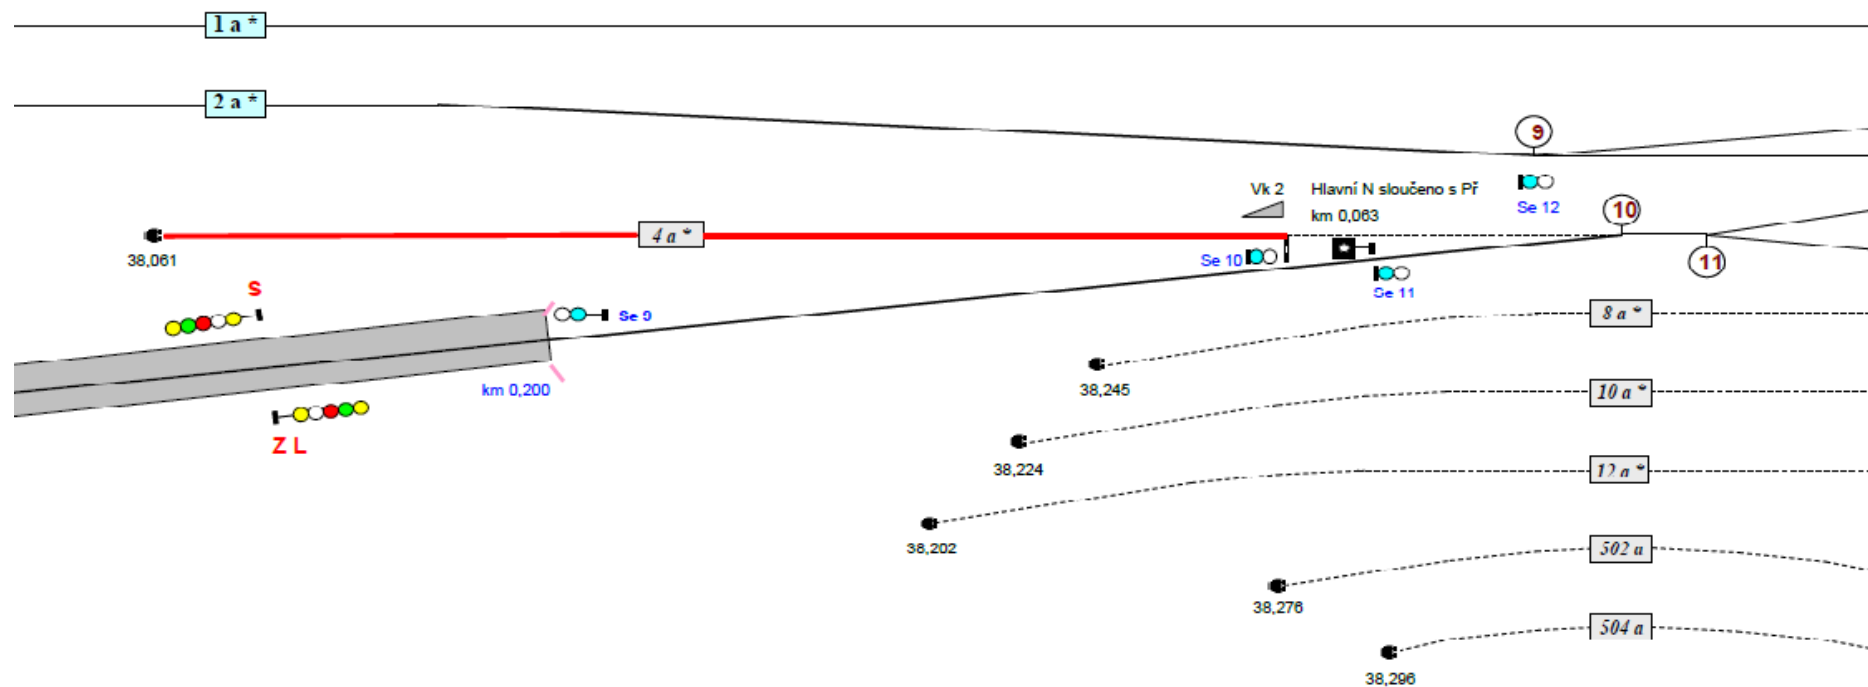 1 a *
2 a *
9
Vk 2 Hlavní N sloučeno s Př
km 0,063
Se 12
10
4 a *
38,061
Se 10
11
Se 11
S
Se 9
8 a *
km 0,200
38,245
10 a *
Z L
38,224
12 a *
38,202
502 a
38,276
504 a
38,296